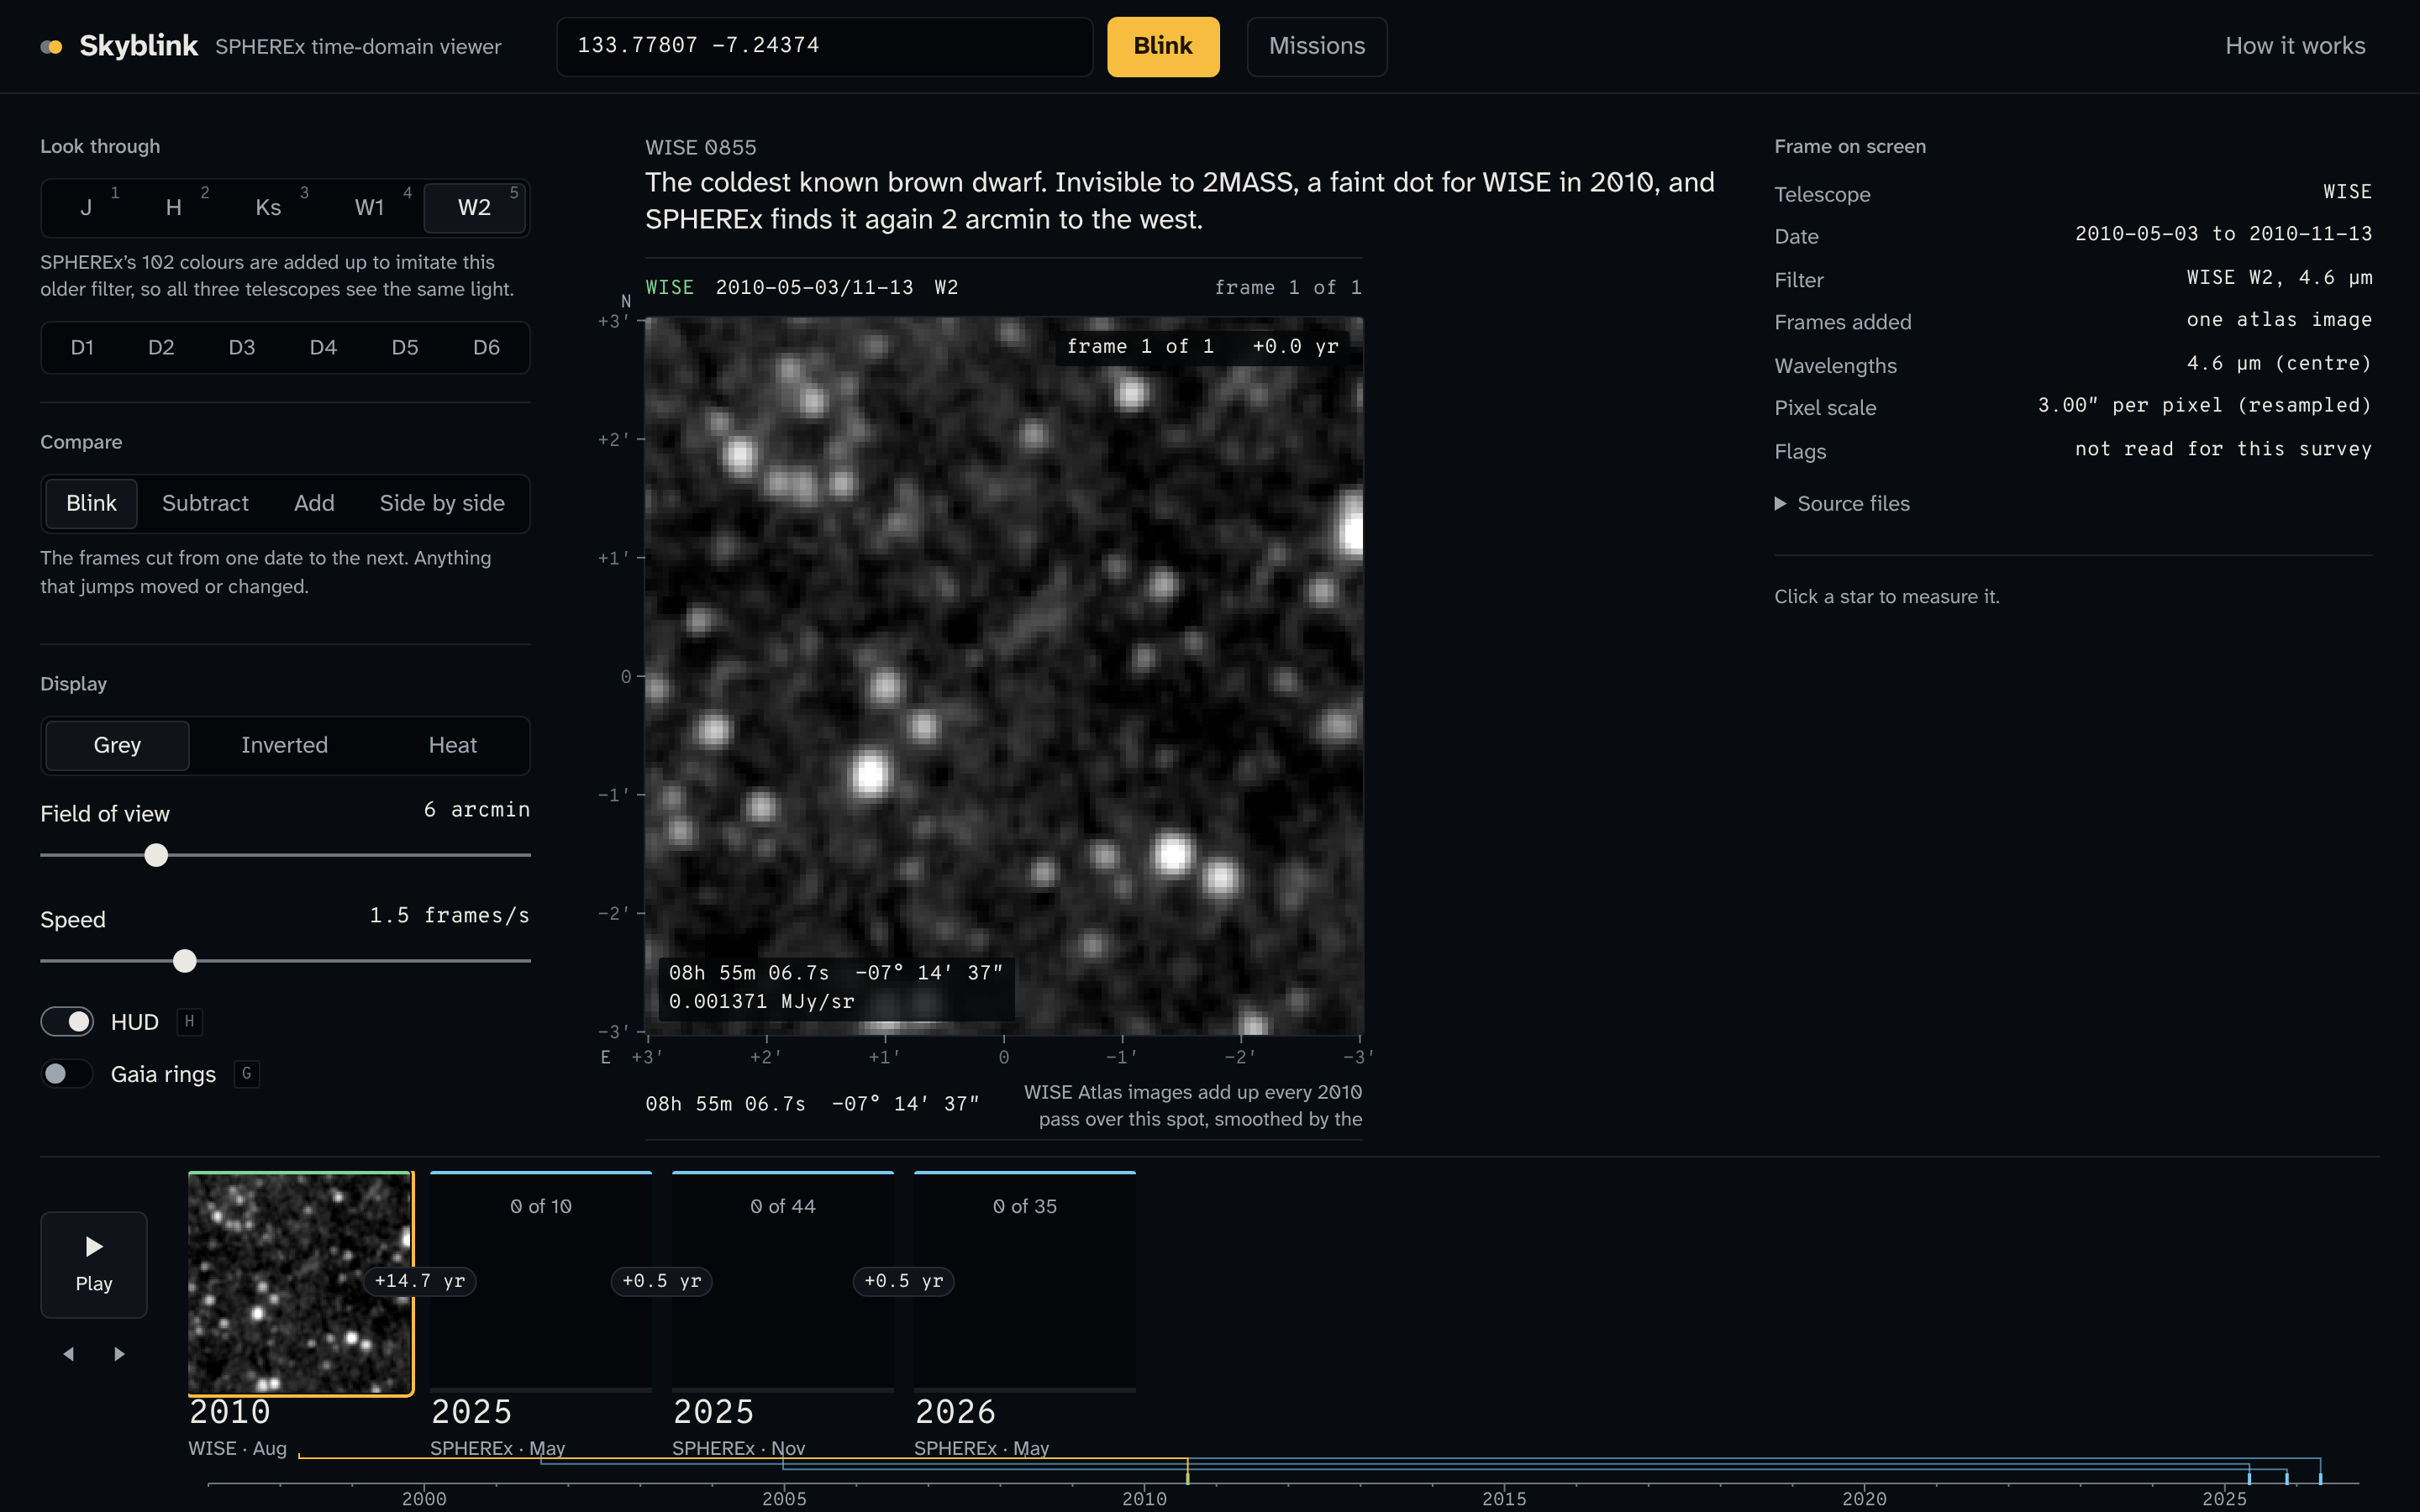 Skyblink SPHEREx time-domain viewer
133.77807 −7.24374
Blink
Missions
How it works
Look through
J 1
H 2
Ks 3
W1 4
W2 5
SPHEREx’s 102 colours are added up to imitate this
older filter, so all three telescopes see the same light.
D1 D2 D3 D4 D5 D6
Compare
Blink Subtract Add Side by side
The frames cut from one date to the next. Anything
that jumps moved or changed.
Display
Grey Inverted Heat
Field of view 6 arcmin
Speed 1.5 frames/s
HUD H
Gaia rings G
WISE 0855
The coldest known brown dwarf. Invisible to 2MASS, a faint dot for WISE in 2010, and
SPHEREx finds it again 2 arcmin to the west.
WISE 2010−05−03/11−13 W2 frame 1 of 1
N
+3′
+2′
+1′
0
−1′
−2′
−3′
frame 1 of 1 +0.0 yr
08h 55m 06.7s −07° 14′ 37″
0.001371 MJy/sr
E +3′ +2′ +1′ 0 −1′ −2′ −3′
08h 55m 06.7s −07° 14′ 37″
WISE Atlas images add up every 2010
pass over this spot, smoothed by the
Frame on screen
Telescope WISE
Date 2010−05−03 to 2010−11−13
Filter WISE W2, 4.6 µm
Frames added one atlas image
Wavelengths 4.6 µm (centre)
Pixel scale 3.00″ per pixel (resampled)
Flags not read for this survey
Source files
Click a star to measure it.
Play
0 of 10
0 of 44
0 of 35
+14.7 yr
+0.5 yr
+0.5 yr
2010
WISE · Aug
2025
SPHEREx · May
2025
SPHEREx · Nov
2026
SPHEREx · May
2000 2005 2010 2015 2020 2025